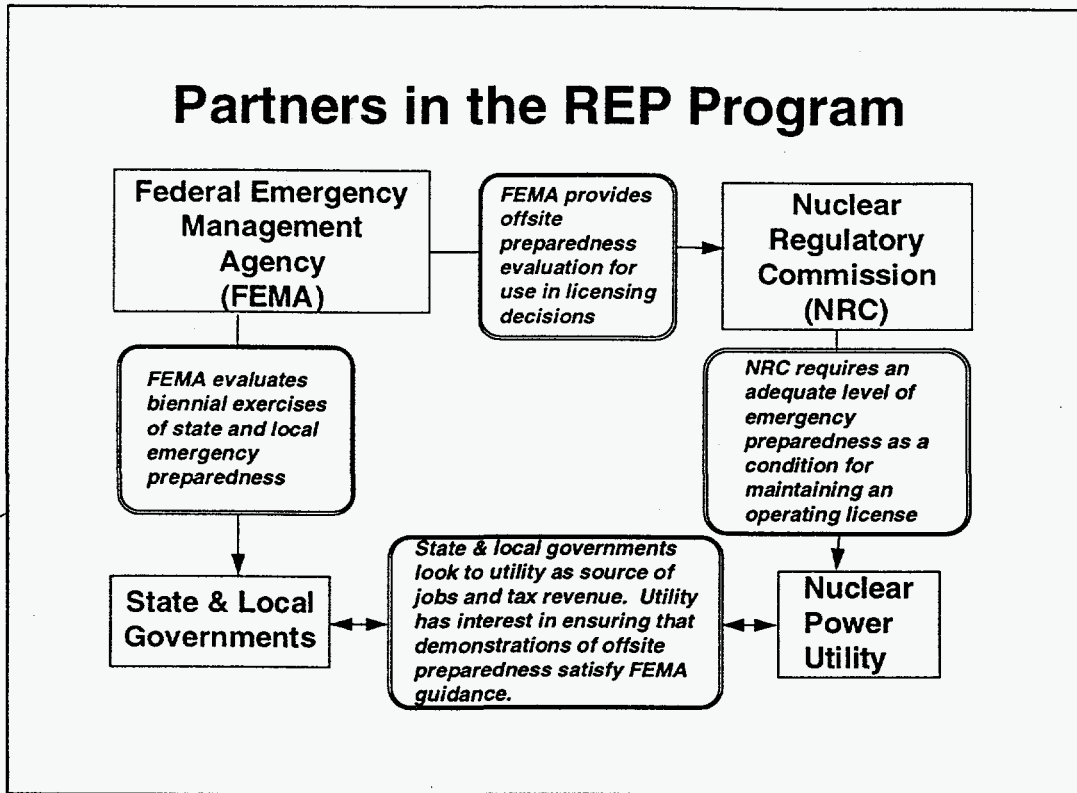 Partners in the REP Program
Federal Emergency
Management
Agency
(FEMA)
FEMA provides
offsite
preparedness
evaluation for
use in licensing
decisions
Nuclear
Regulatory
Commission
(NRC)
FEMA evaluates
biennial exercises
of state and local
emergency
preparedness
NRC requires an
adequate level of
emergency
preparedness as a
condition for
maintaining an
operating license
State & Local
Governments
State & local governments
look to utility as source of
jobs and tax revenue. Utility
has interest in ensuring that
demonstrations of offsite
preparedness satisfy FEMA
guidance.
Nuclear
Power
Utility